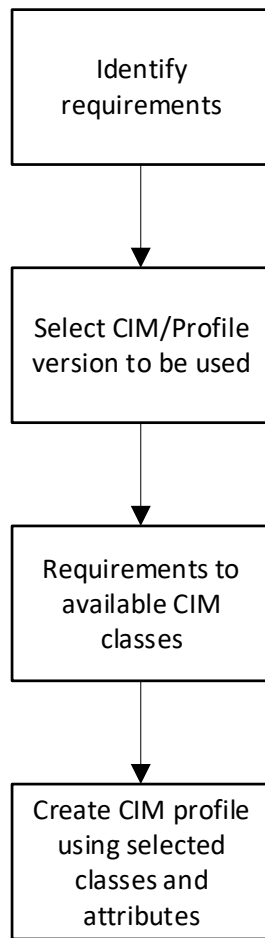 Identify
requirements
Select CIM/Profile
version to be used
Requirements to
available CIM
classes
Create CIM profile
using selected
classes and
attributes